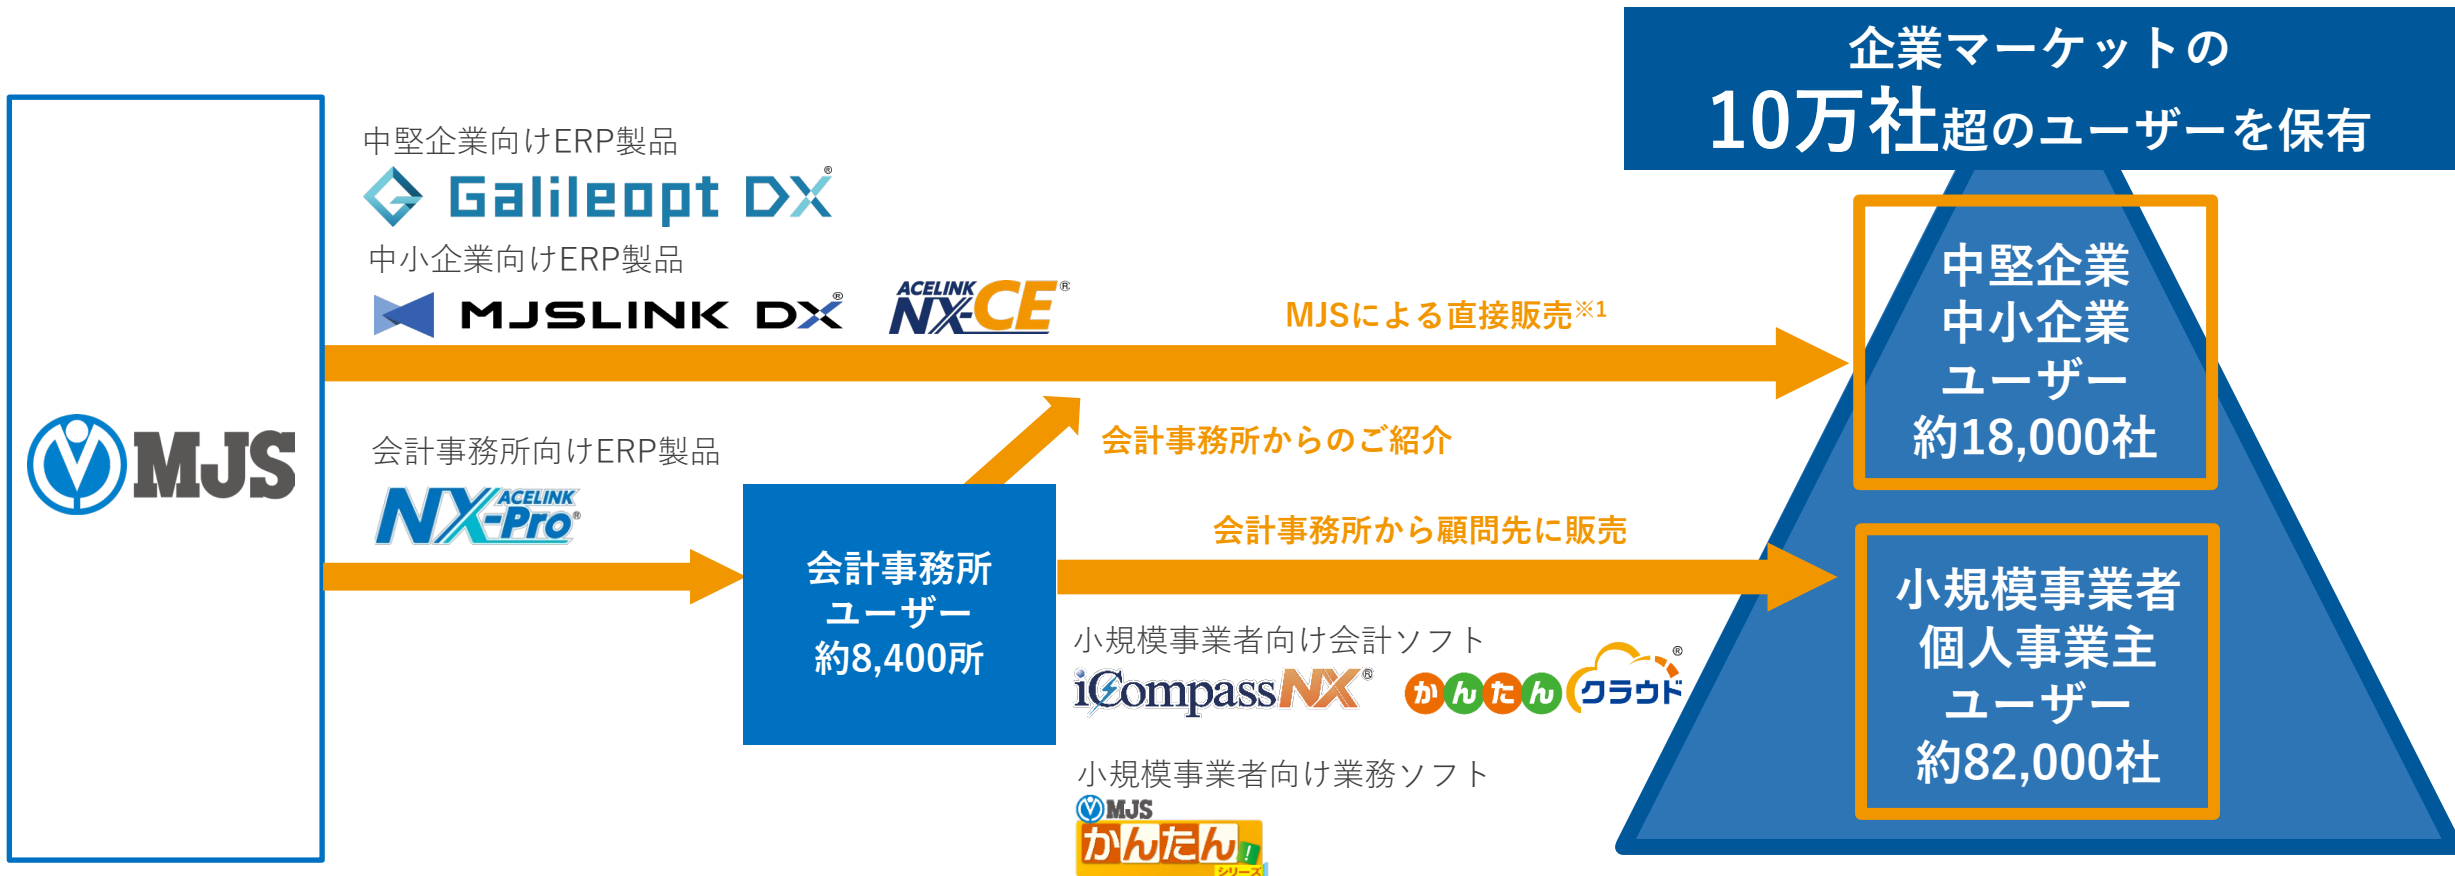 企業マーケットの
10万社超のユーザーを保有
中堅企業向けERP製品
Galileopt DX®
中小企業向けERP製品
MJSLINK DX®
ACELINK
NX-CE®
MJSによる直接販売※1
中堅企業
中小企業
ユーザー
約18,000社
MJS
会計事務所向けERP製品
ACELINK
NX-Pro®
会計事務所からのご紹介
会計事務所
ユーザー
約8,400所
会計事務所から顧問先に販売
小規模事業者
個人事業主
ユーザー
約82,000社
小規模事業者向け会計ソフト
iCompassNX®
かんたんクラウド®
小規模事業者向け業務ソフト
MJS
かんたん!
シリーズ